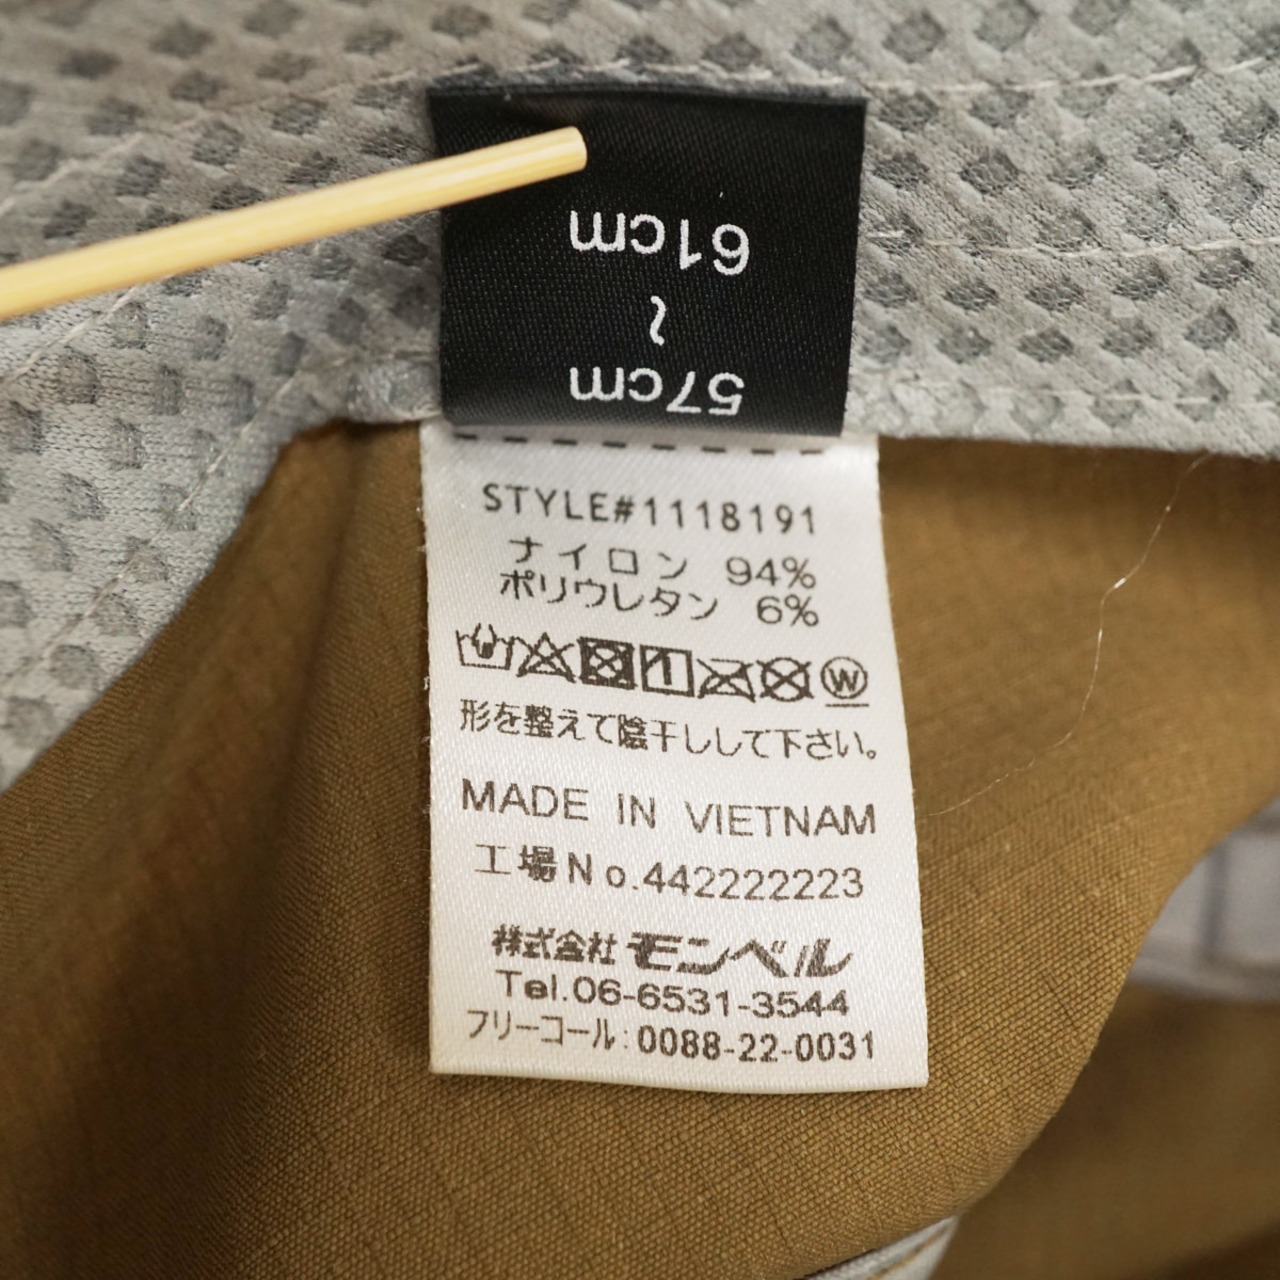 57cm
~
61cm
STYLE#1118191
ナイロン 94%
ポリウレタン 6%
W
形を整えて陰干ししして下さい。
MADE IN VIETNAM
工場No.442222223
株式会社 モンベル
Tel.06-6531-3544
フリーコール:0088-22-0031